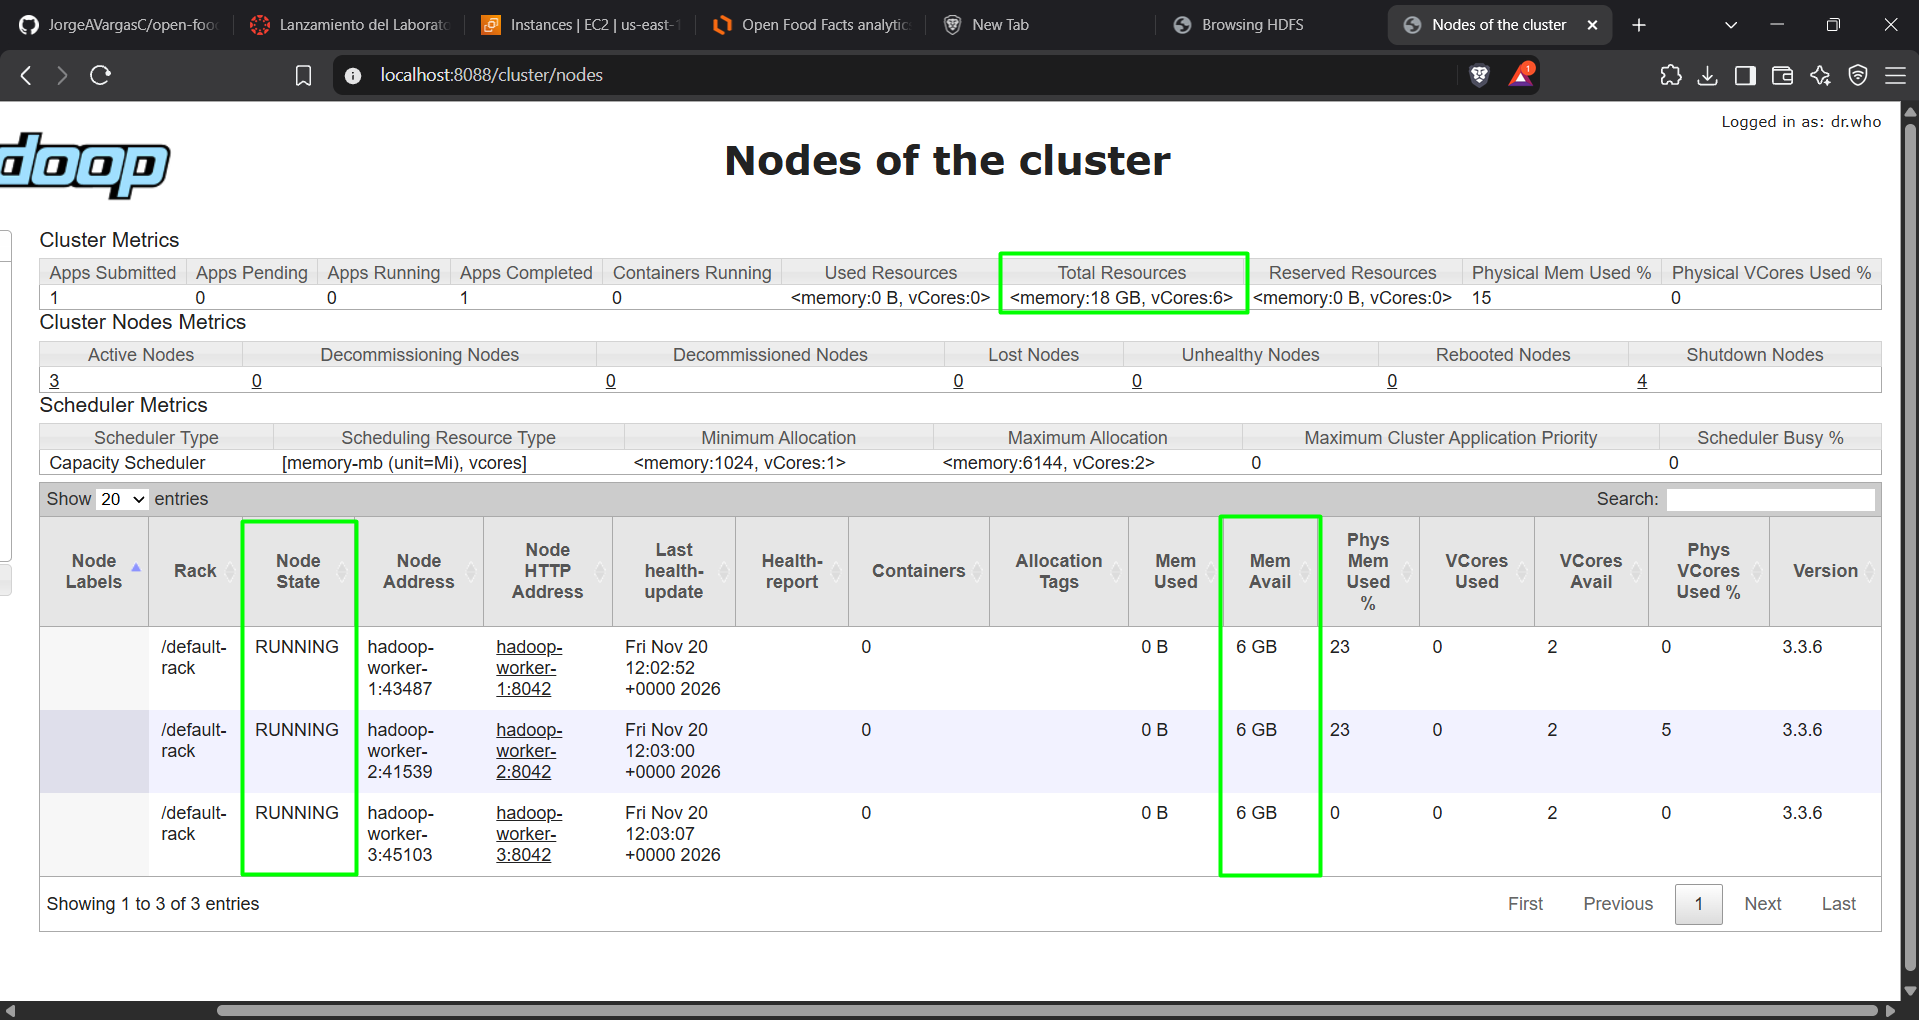 JorgeAVargasC/open-foo
Lanzamiento del Laborato
Instances | EC2 | us-east-1
Open Food Facts analytic
New Tab
Browsing HDFS
Nodes of the cluster
localhost:8088/cluster/nodes
1
Logged in as: dr.who
doop
Nodes of the cluster
Cluster Metrics
Apps Submitted Apps Pending Apps Running Apps Completed Containers Running Used Resources Total Resources Reserved Resources Physical Mem Used % Physical VCores Used %
1 0 0 1 0 <memory:0 B, vCores:0> <memory:18 GB, vCores:6> <memory:0 B, vCores:0> 15 0
Cluster Nodes Metrics
Active Nodes Decommissioning Nodes Decommissioned Nodes Lost Nodes Unhealthy Nodes Rebooted Nodes Shutdown Nodes
3 0 0 0 0 0 4
Scheduler Metrics
Scheduler Type Scheduling Resource Type Minimum Allocation Maximum Allocation Maximum Cluster Application Priority Scheduler Busy %
Capacity Scheduler [memory-mb (unit=Mi), vcores] <memory:1024, vCores:1> <memory:6144, vCores:2> 0 0
Show 20 entries Search:
Node Labels Rack Node State Node Address Node HTTP Address Last health-update Health-report Containers Allocation Tags Mem Used Mem Avail Phys Mem Used % VCores Used VCores Avail Phys VCores Used % Version
/default-rack RUNNING hadoop-worker-1:43487 hadoop-worker-1:8042 Fri Nov 20 12:02:52 +0000 2026 0 0 B 6 GB 23 0 2 0 3.3.6
/default-rack RUNNING hadoop-worker-2:41539 hadoop-worker-2:8042 Fri Nov 20 12:03:00 +0000 2026 0 0 B 6 GB 23 0 2 5 3.3.6
/default-rack RUNNING hadoop-worker-3:45103 hadoop-worker-3:8042 Fri Nov 20 12:03:07 +0000 2026 0 0 B 6 GB 0 0 2 0 3.3.6
Showing 1 to 3 of 3 entries First Previous 1 Next Last